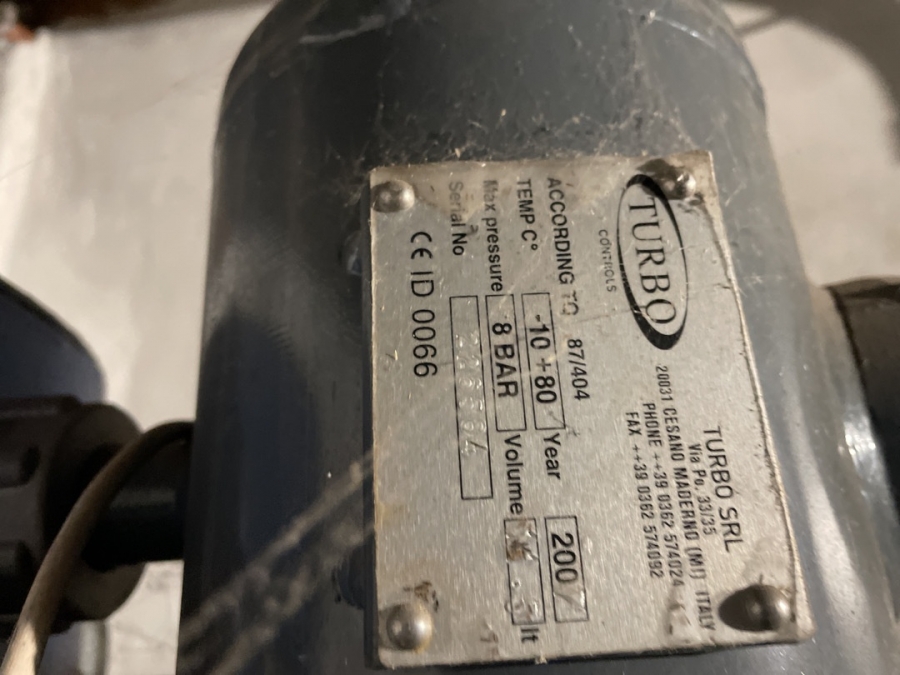 TURBO
CONTROLS
TURBO SRL
Via Po, 33/35
20031 CESANO MADERNO (MI) ITALY
PHONE ++39 0362 574024
FAX ++39 0362 574092
ACCORDING TO 87/404
TEMP C° -10 +80 Year 200
Max pressure 8 BAR Volume lt
Serial No
CE ID 0066